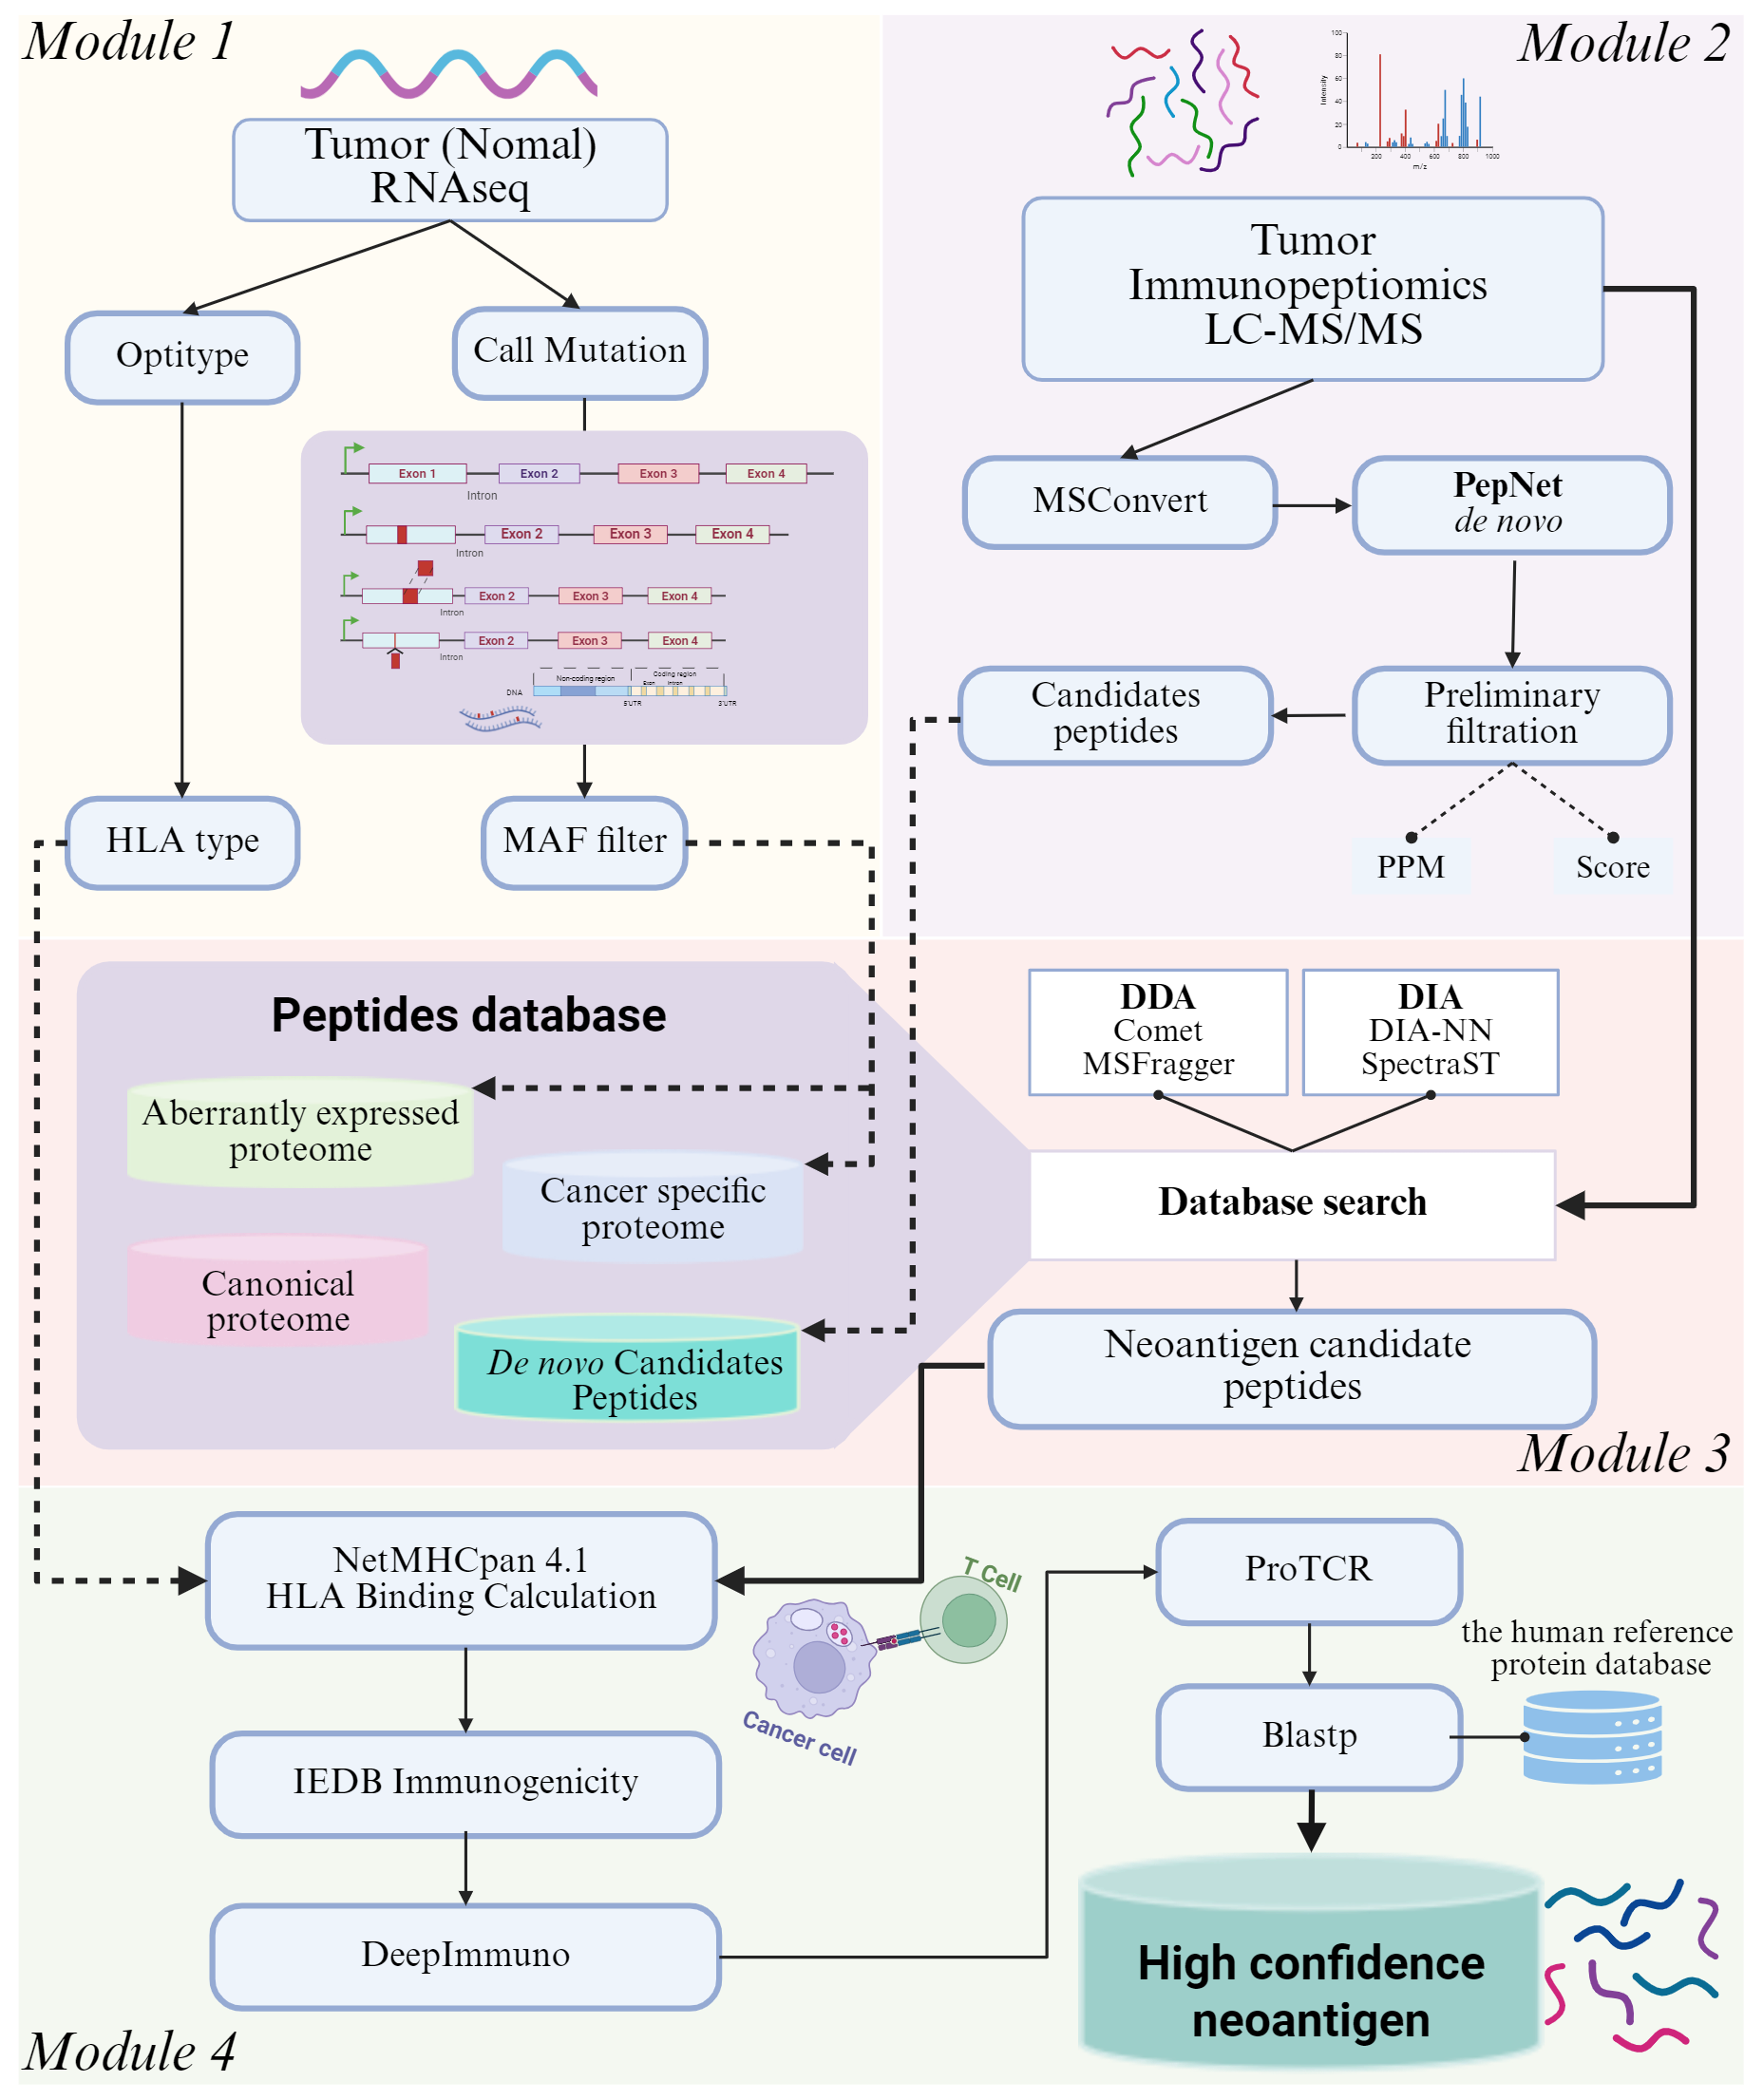 Module 1
Tumor (Nomal)
RNAseq
Optitype
Call Mutation
Exon 1
Exon 2
Exon 3
Exon 4
Intron
Exon 2
Exon 3
Exon 4
Intron
Exon 2
Exon 3
Exon 4
Intron
Exon 2
Exon 3
Exon 4
Intron
Non-coding region
Coding region
Exon
Intron
DNA
5'UTR
3'UTR
HLA type
MAF filter
Module 2
Intensity
100
80
60
40
20
0
200
400
600
800
1000
m/z
Tumor
Immunopeptiomics
LC-MS/MS
MSConvert
PepNet
de novo
Candidates
peptides
Preliminary
filtration
PPM
Score
Peptides database
Aberrantly expressed
proteome
Cancer specific
proteome
Canonical
proteome
De novo Candidates
Peptides
DDA
Comet
MSFragger
DIA
DIA-NN
SpectraST
Database search
Neoantigen candidate
peptides
Module 3
NetMHCpan 4.1
HLA Binding Calculation
IEDB Immunogenicity
DeepImmuno
T Cell
Cancer cell
ProTCR
Blastp
the human reference
protein database
High confidence
neoantigen
Module 4